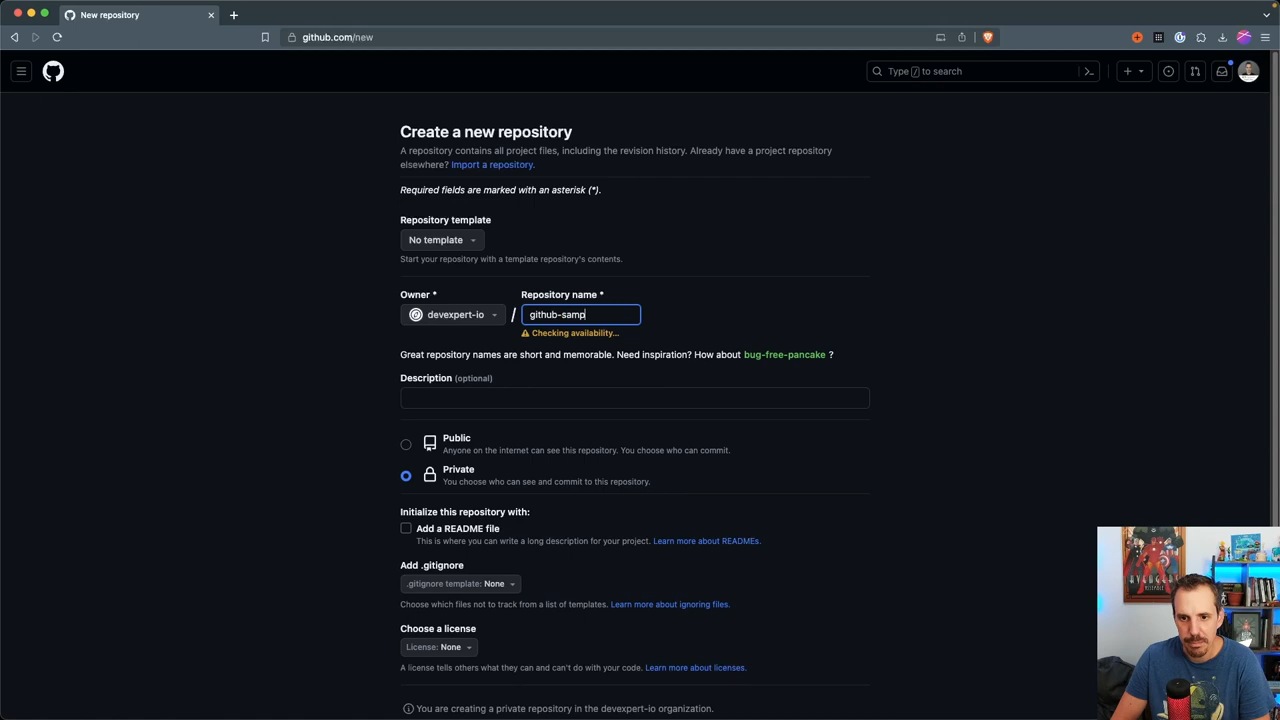 New repository
github.com/new
Type / to search
Create a new repository
A repository contains all project files, including the revision history. Already have a project repository
elsewhere? Import a repository.
Required fields are marked with an asterisk (*).
Repository template
No template
Start your repository with a template repository's contents.
Owner * Repository name *
devexpert-io / github-samp
Checking availability...
Great repository names are short and memorable. Need inspiration? How about bug-free-pancake ?
Description (optional)
Public
Anyone on the internet can see this repository. You choose who can commit.
Private
You choose who can see and commit to this repository.
Initialize this repository with:
Add a README file
This is where you can write a long description for your project. Learn more about READMEs.
Add .gitignore
.gitignore template: None
Choose which files not to track from a list of templates. Learn more about ignoring files.
Choose a license
License: None
A license tells others what they can and can't do with your code. Learn more about licenses.
You are creating a private repository in the devexpert-io organization.